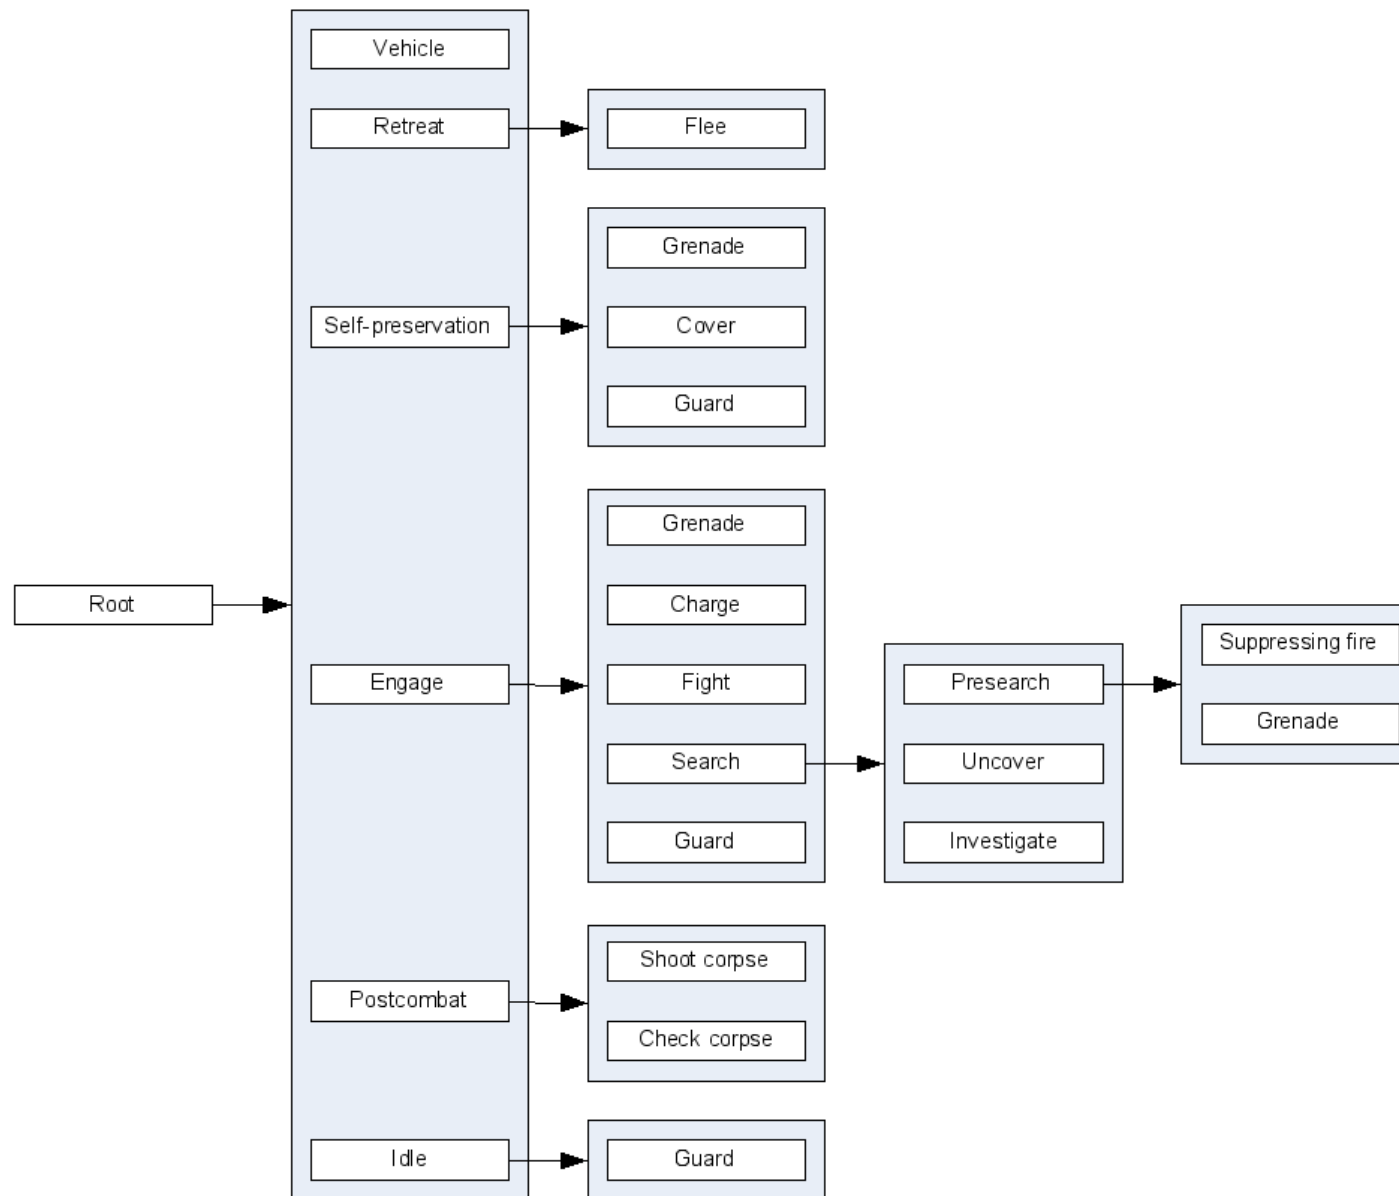 Vehicle
Retreat
Flee
Grenade
Self-preservation
Cover
Guard
Grenade
Root
Charge
Engage
Fight
Search
Guard
Presearch
Uncover
Investigate
Suppressing fire
Grenade
Postcombat
Shoot corpse
Check corpse
Idle
Guard